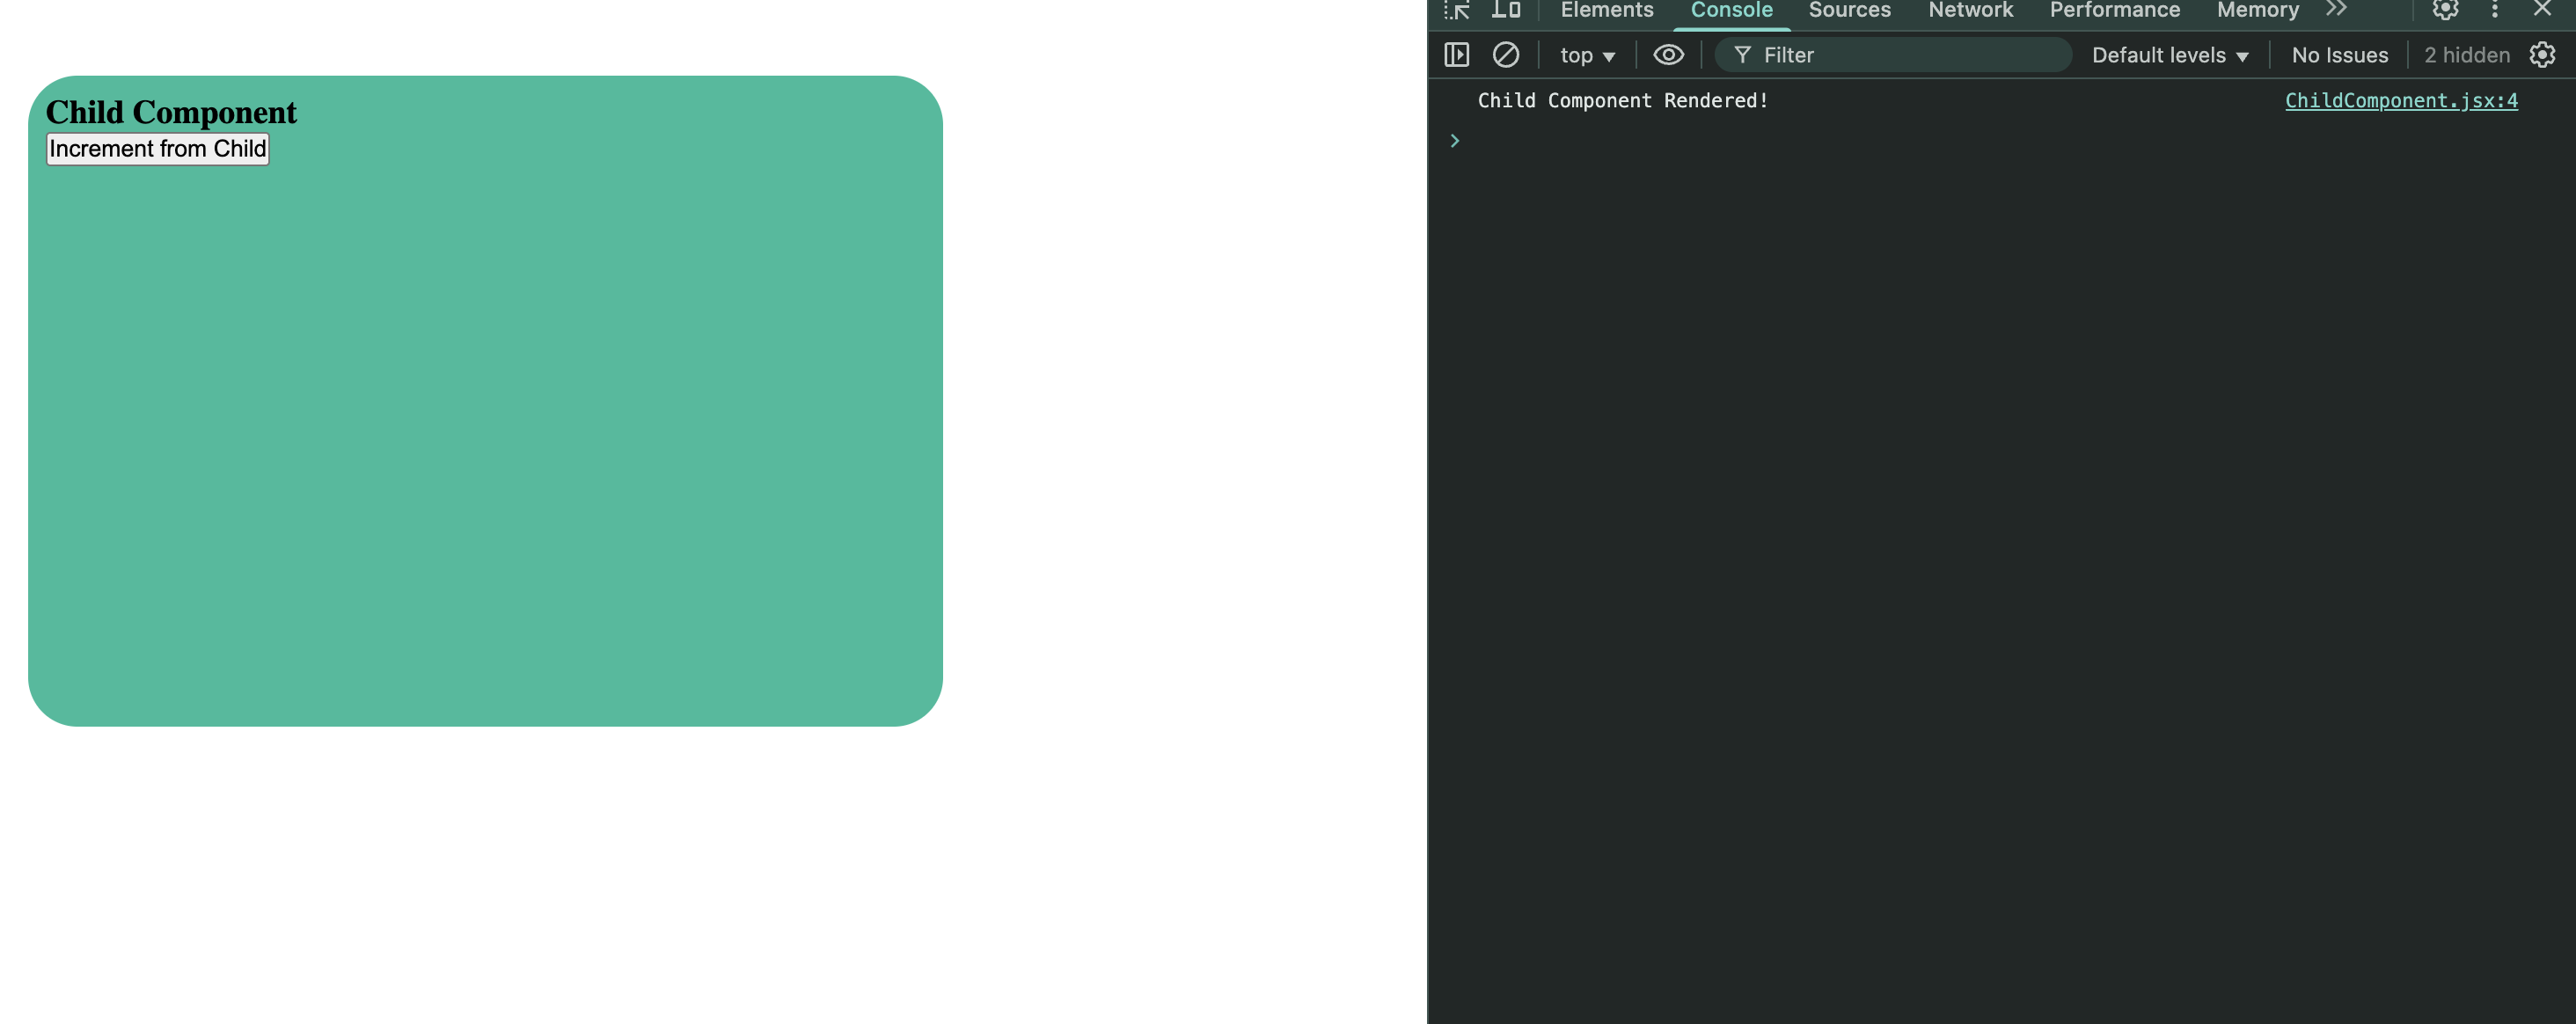 Child Component
Increment from Child
Elements Console Sources Network Performance Memory
top Filter Default levels No Issues 2 hidden
Child Component Rendered! ChildComponent.jsx:4